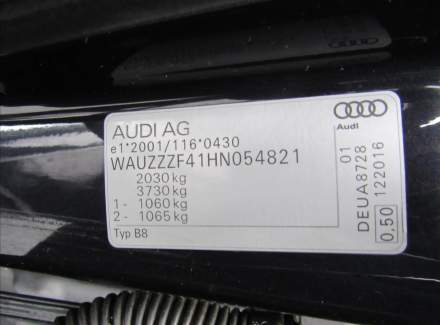 AUDI AG
e1*2001/116*0430
WAUZZZF41HN054821
2030 kg
3730 kg
1- 1060 kg
2- 1065 kg
Typ B8
Audi
DEUA8728 01
0.50 122016